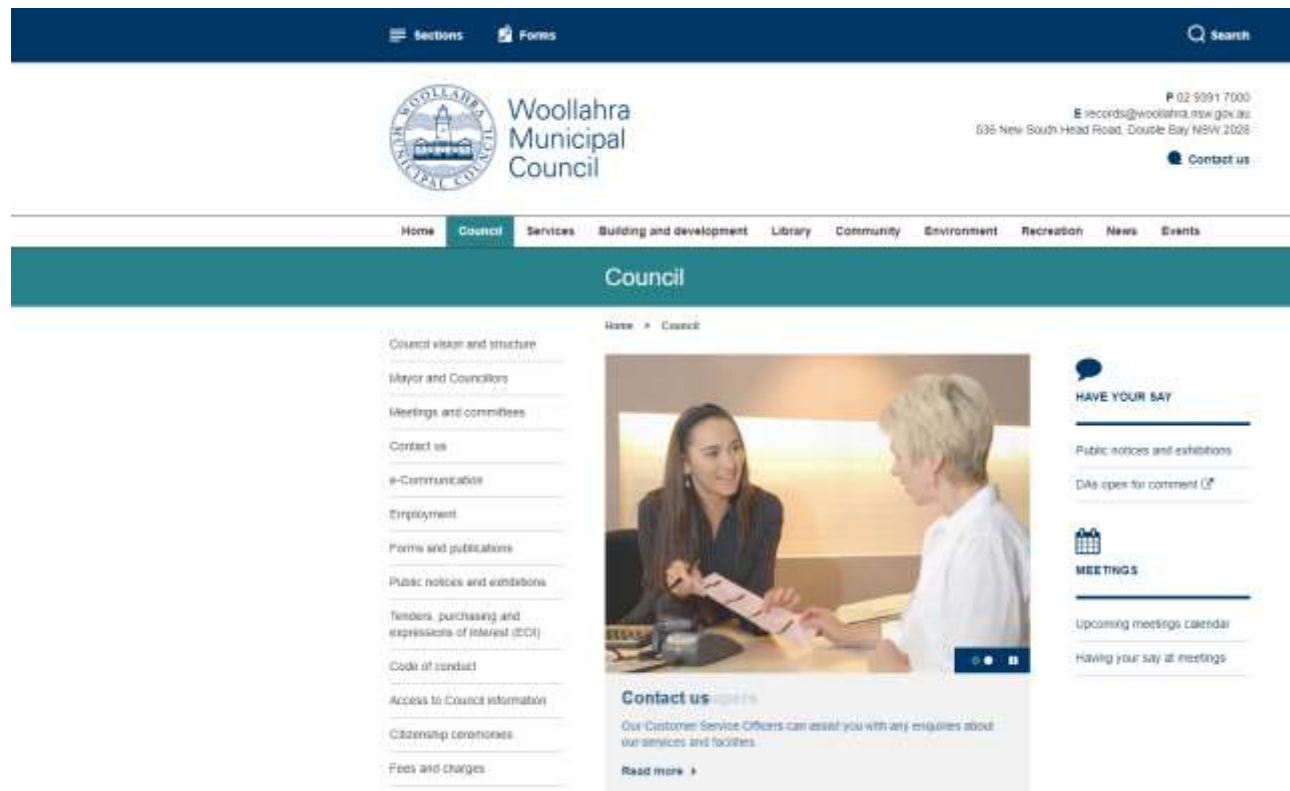 Sections
Forms
Search
WOOLLAHRA MUNICIPAL COUNCIL
Woollahra
Municipal
Council
P 02 9391 7000
E records@woollahra.nsw.gov.au
536 New South Head Road, Double Bay NSW 2028
Contact us
Home
Council
Services
Building and development
Library
Community
Environment
Recreation
News
Events
Council
Home > Council
Council vision and structure
Mayor and Councillors
Meetings and committees
Contact us
e-Communication
Employment
Forms and publications
Public notices and exhibitions
Tenders, purchasing and
expressions of interest (EOI)
Code of conduct
Access to Council information
Citizenship ceremonies
Fees and charges
Contact us
Our Customer Service Officers can assist you with any enquiries about
our services and facilities.
Read more
HAVE YOUR SAY
Public notices and exhibitions
DAs open for comment
MEETINGS
Upcoming meetings calendar
Having your say at meetings